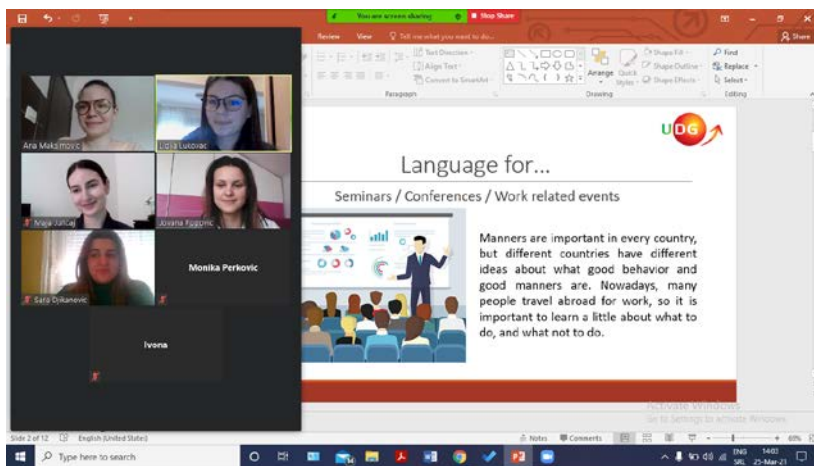 You are screen sharing
Stop Share
Review View Tell me what you want to do...
Share
Text Direction
Align Text
Convert to SmartArt
Paragraph
Arrange
Quick
Styles
Shape Fill
Shape Outline
Shape Effects
Drawing
Find
Replace
Select
Editing
Ana Maksimovic
Lidija Lukovac
Jovana
Sara Djikanovic
Monika Perkovic
Ivona
UDG
Language for...
Seminars / Conferences / Work related events
Manners are important in every country,
but different countries have different
ideas about what good behavior and
good manners are. Nowadays, many
people travel abroad for work, so it is
important to learn a little about what to
do, and what not to do.
Activate Windows
Go to Settings to activate Windows.
Slide 2 of 12 English (United States)
Notes Comments
Type here to search
ENG
SRL
14:03
25-Mar-21